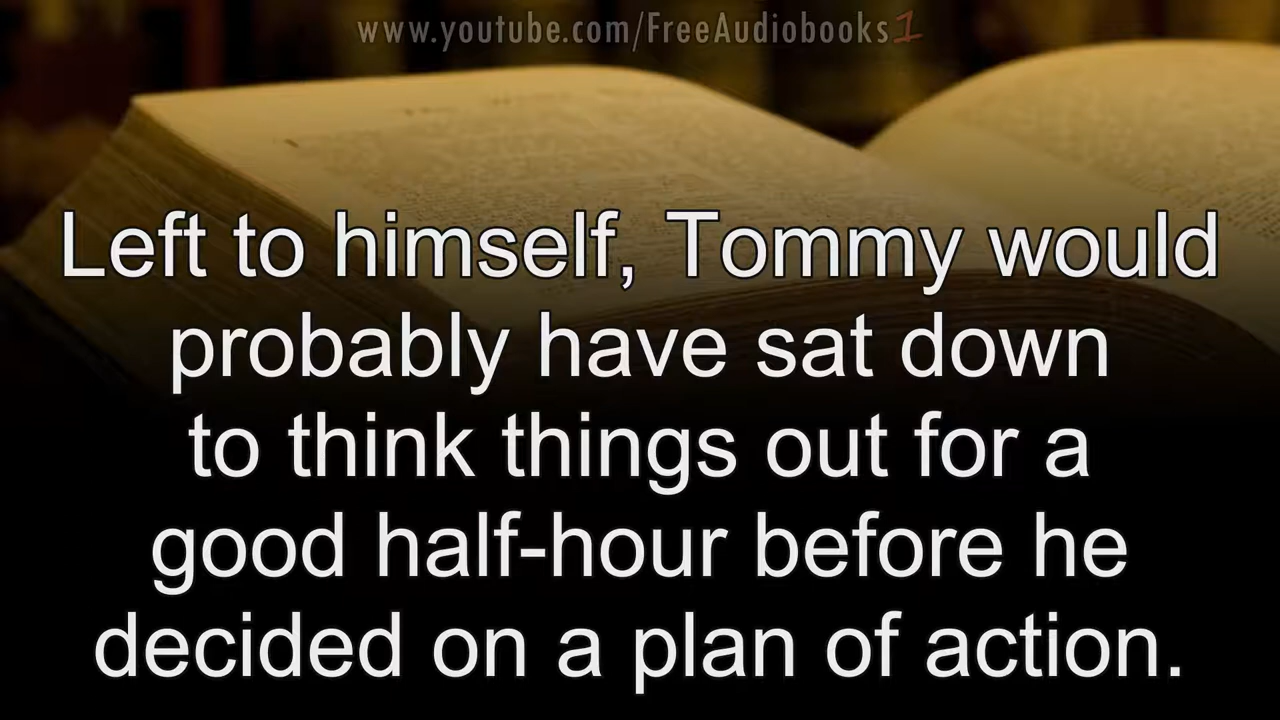 www.youtube.com/FreeAudiobooks1
Left to himself, Tommy would
probably have sat down
to think things out for a
good half-hour before he
decided on a plan of action.